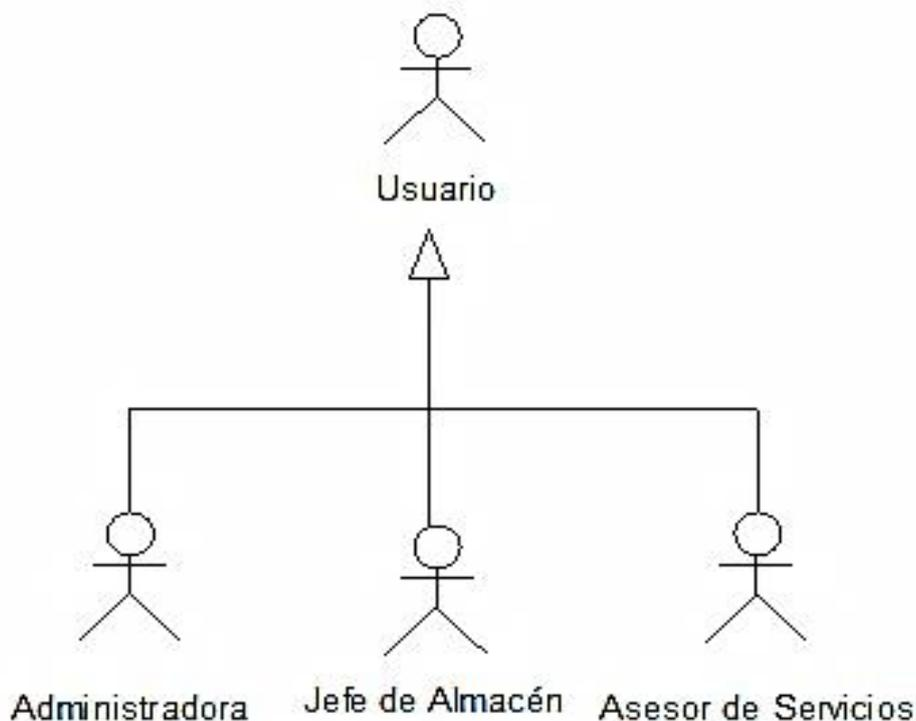 Usuario
Administradora
Jefe de Almacén
Asesor de Servicios